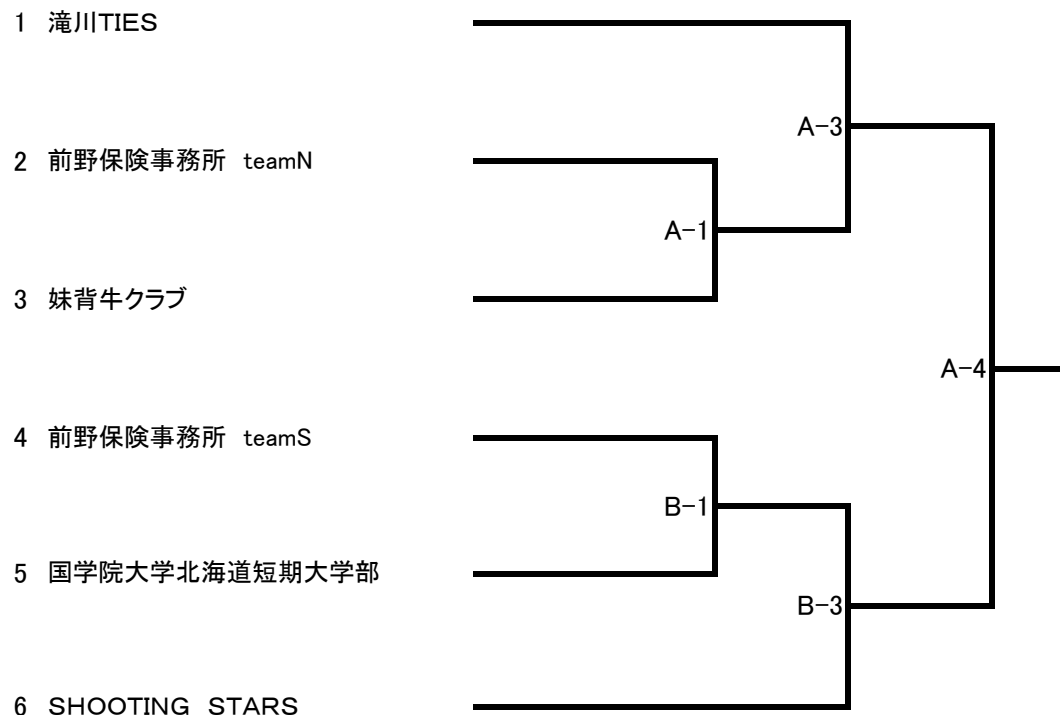 1 滝川TIES
A-3
2 前野保険事務所 teamN
A-1
3 妹背牛クラブ
A-4
4 前野保険事務所 teamS
B-1
5 国学院大学北海道短期大学部
B-3
6 SHOOTING STARS